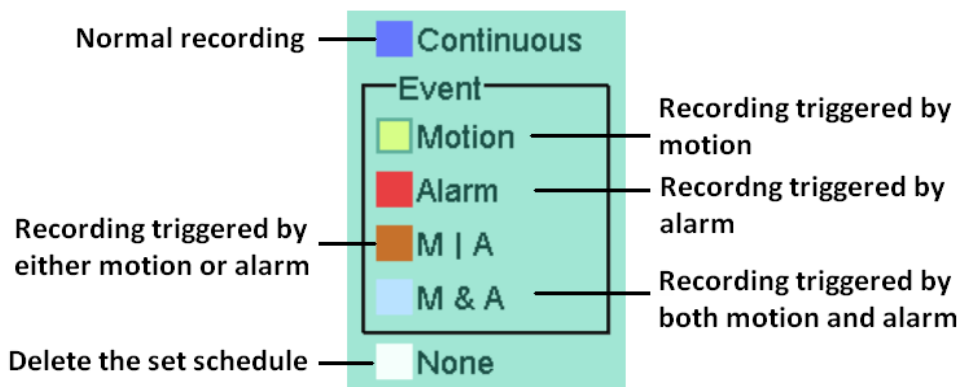 Normal recording
Continuous
Event
Motion
Recording triggered by
motion
Alarm
Recordng triggered by
alarm
Recording triggered by
either motion or alarm
M | A
M & A
Recording triggered by
both motion and alarm
Delete the set schedule
None